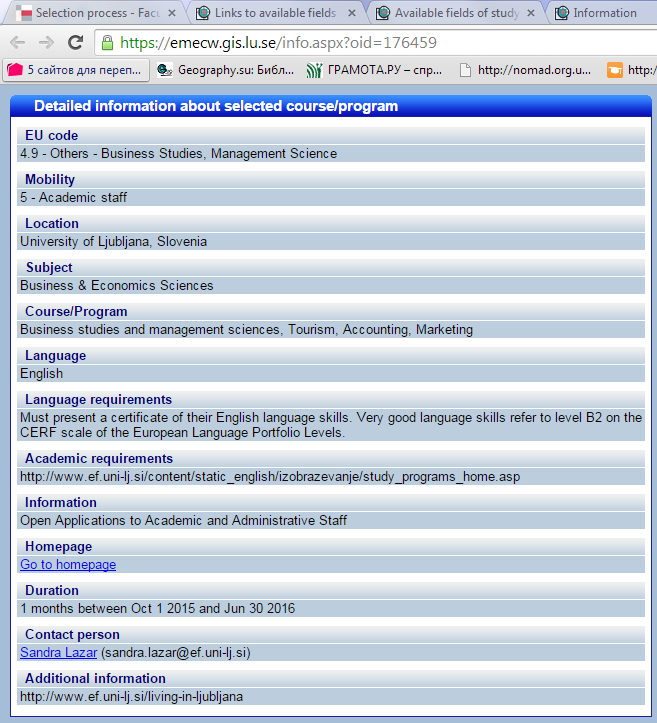 Selection process - Facu
Links to available fields
Available fields of study
Information
https://emecw.gis.lu.se/info.aspx?oid=176459
5 сайтов для переп...
Geography.su: Библ...
ГРАМОТА.РУ – спр...
http://nomad.org.u...
http:/
Detailed information about selected course/program
EU code
4.9 - Others - Business Studies, Management Science
Mobility
5 - Academic staff
Location
University of Ljubljana, Slovenia
Subject
Business & Economics Sciences
Course/Program
Business studies and management sciences, Tourism, Accounting, Marketing
Language
English
Language requirements
Must present a certificate of their English language skills. Very good language skills refer to level B2 on the
CERF scale of the European Language Portfolio Levels.
Academic requirements
http://www.ef.uni-lj.si/content/static_english/izobrazevanje/study_programs_home.asp
Information
Open Applications to Academic and Administrative Staff
Homepage
Go to homepage
Duration
1 months between Oct 1 2015 and Jun 30 2016
Contact person
Sandra Lazar (sandra.lazar@ef.uni-lj.si)
Additional information
http://www.ef.uni-lj.si/living-in-ljubljana